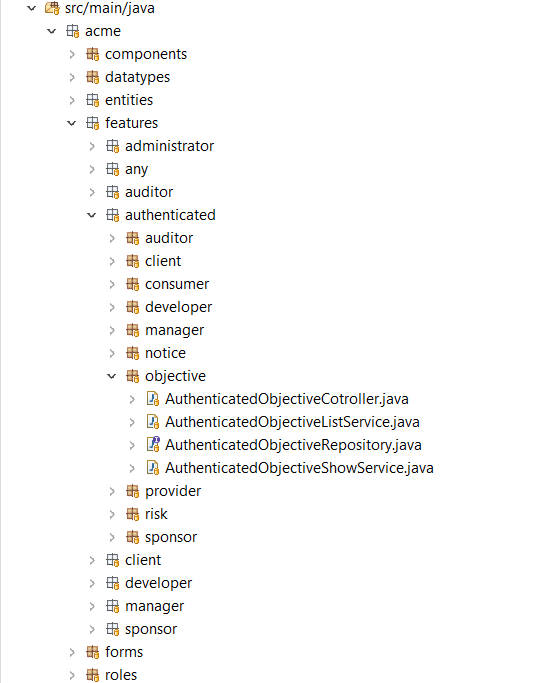 src/main/java
acme
components
datatypes
entities
features
administrator
any
auditor
authenticated
auditor
client
consumer
developer
manager
notice
objective
AuthenticatedObjectiveCotroller.java
AuthenticatedObjectiveListService.java
AuthenticatedObjectiveRepository.java
AuthenticatedObjectiveShowService.java
provider
risk
sponsor
client
developer
manager
sponsor
forms
roles